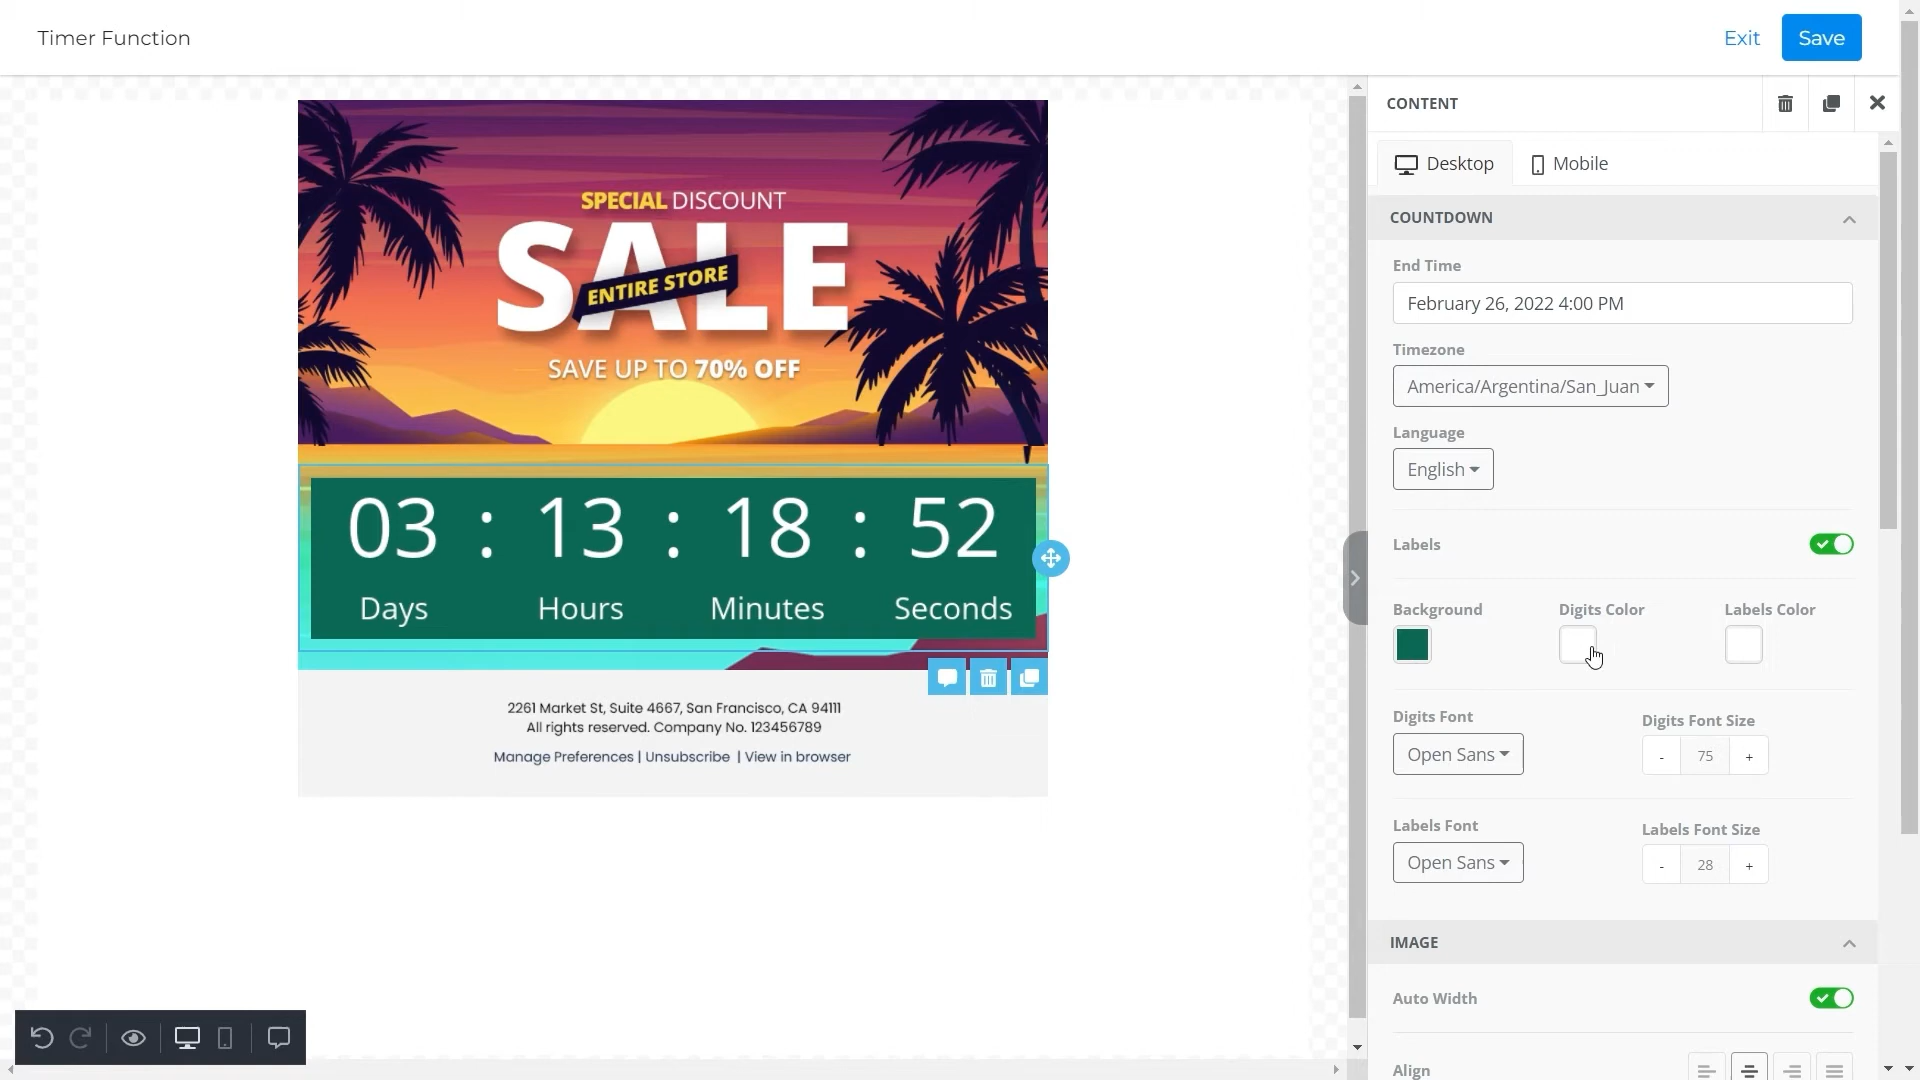 Timer Function
Exit
Save
SPECIAL DISCOUNT
SALE
ENTIRE STORE
SAVE UP TO 70% OFF
03 : 13 : 18 : 52
Days Hours Minutes Seconds
2261 Market St, Suite 4667, San Francisco, CA 94111
All rights reserved. Company No. 123456789
Manage Preferences | Unsubscribe | View in browser
CONTENT
Desktop
Mobile
COUNTDOWN
End Time
February 26, 2022 4:00 PM
Timezone
America/Argentina/San_Juan
Language
English
Labels
Background Digits Color Labels Color
Digits Font Digits Font Size
Open Sans - 75 +
Labels Font Labels Font Size
Open Sans - 28 +
IMAGE
Auto Width
Align